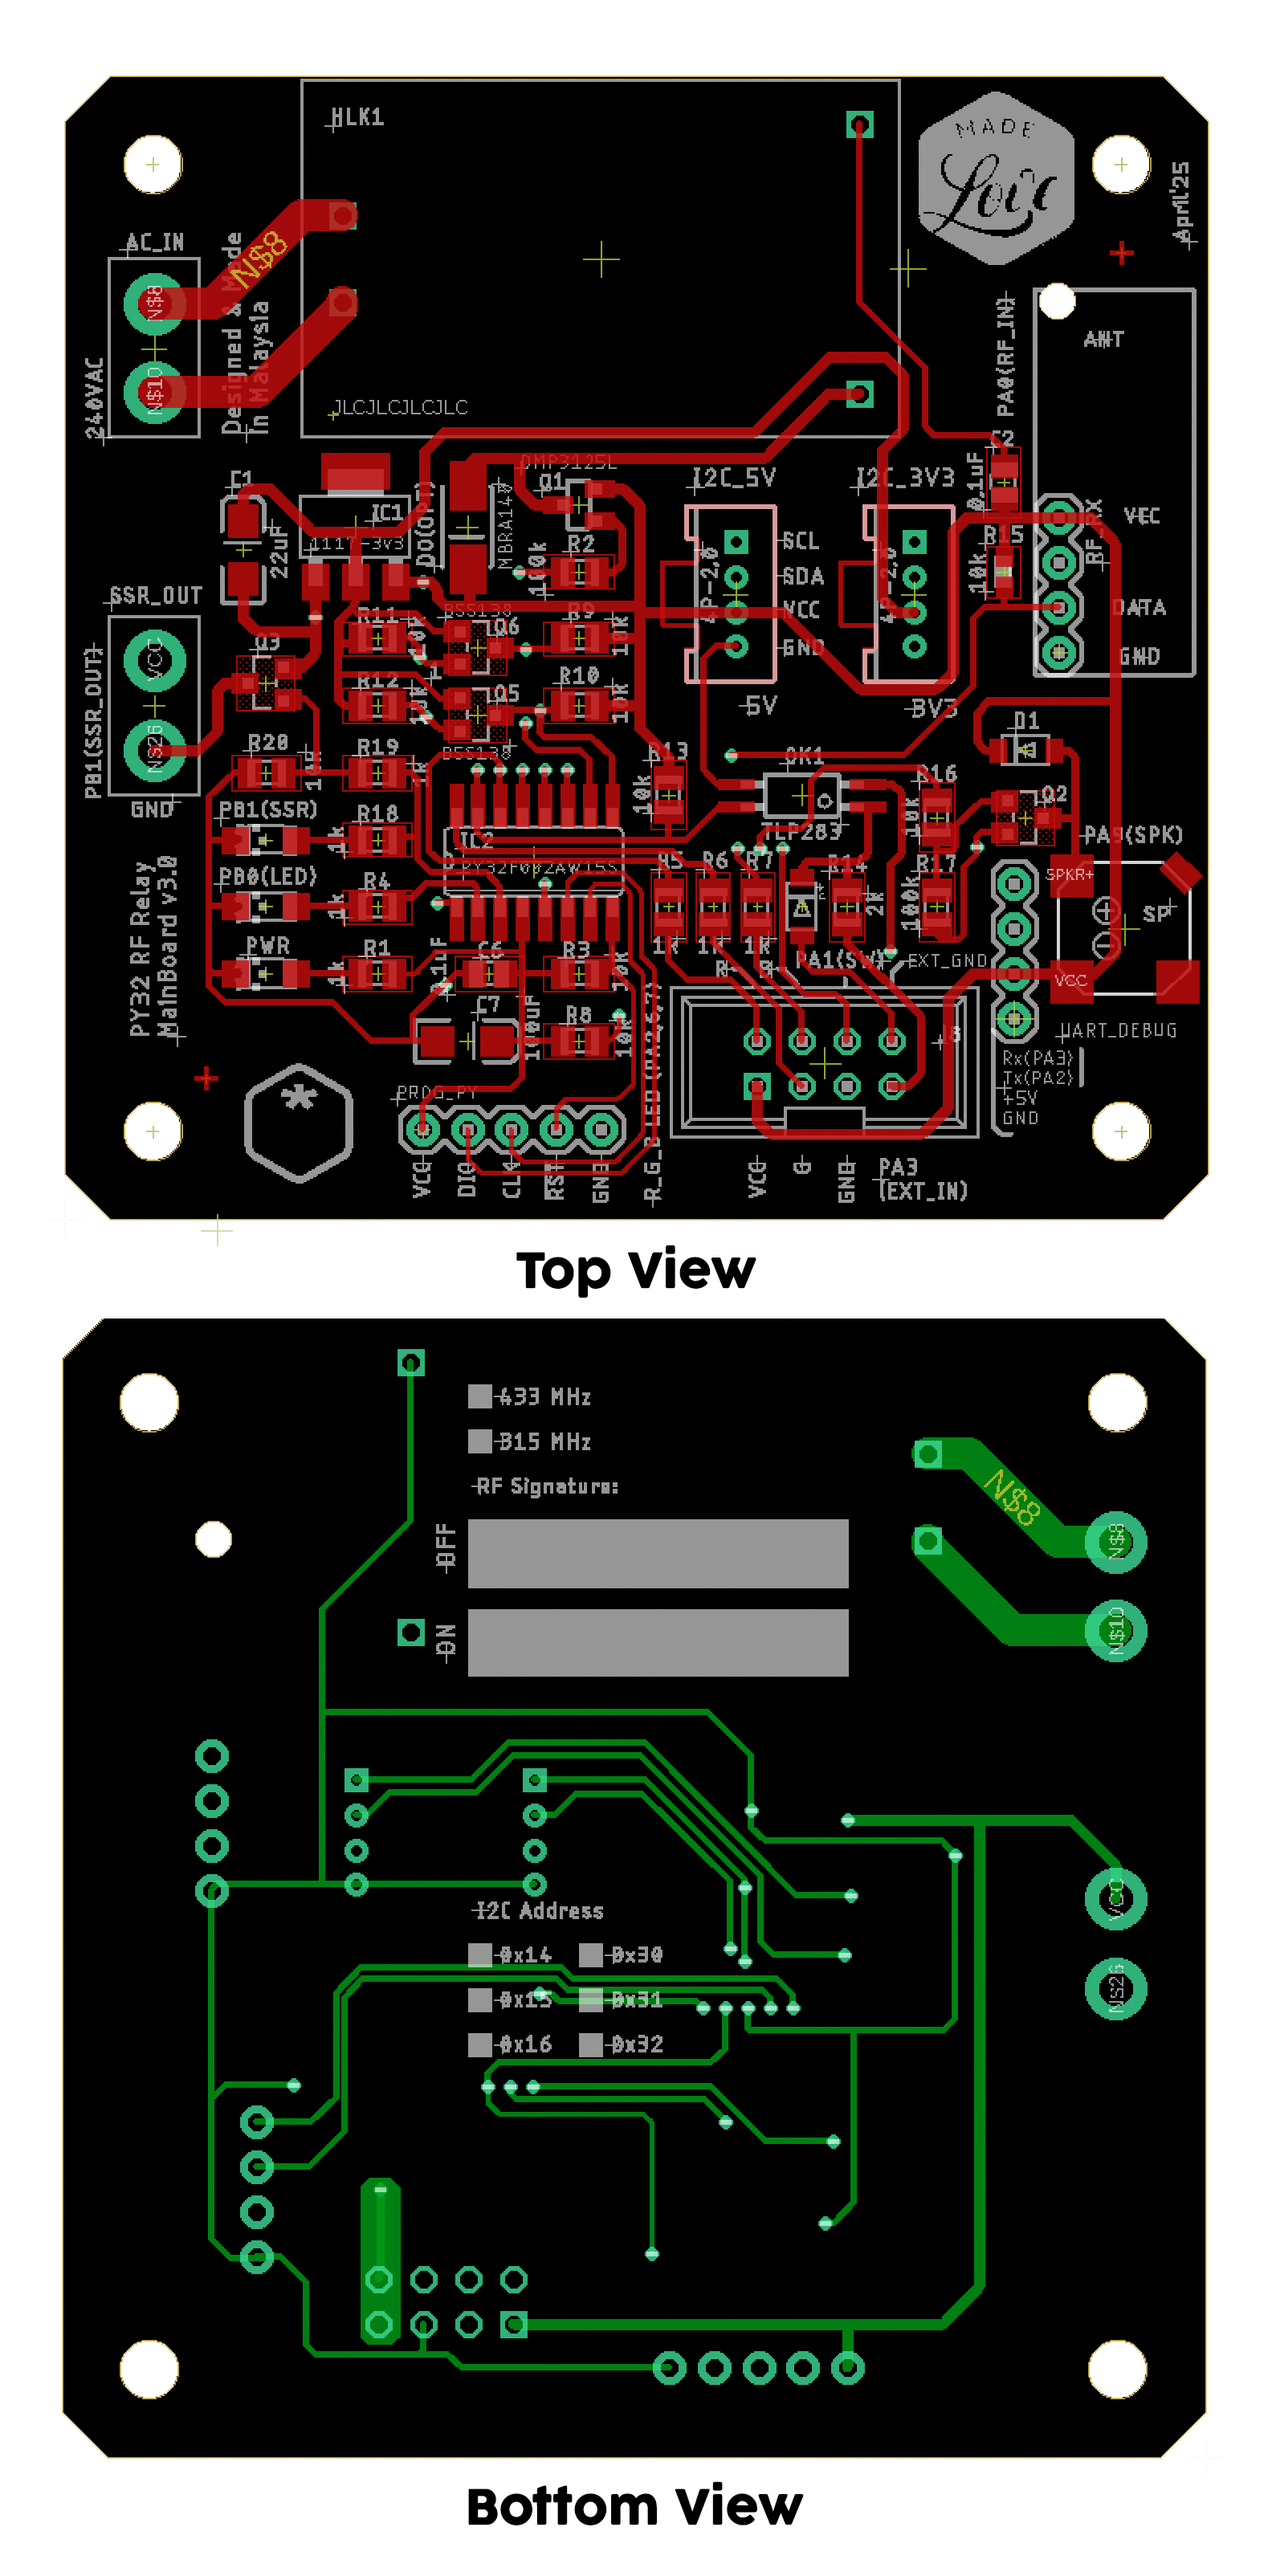 HLK1
MADE
Loic
April'25
AC_IN
N$8
N$8
N$10
240VAC
Designed & Made
In Malaysia
JLCJLCJLCJLC
PA0(RF_IN)
ANT
C1
22uF
IC1
1117-3V3
DO(OPT)
MBRA140
DMP3125L
Q1
R2
100k
I2C_5V
I2C_3V3
SCL
SDA
VCC
GND
4P-2.0
4P-2.0
5V
3V3
C2
0.1uF
R15
10k
RF_RX
VCC
DATA
GND
SSR_OUT
PB1(SSR_OUT)
VCC
N$26
GND
Q3
R11
10k
R12
10k
BSS138
Q6
Q5
BSS138
R9
10k
R10
10k
R20
R19
1k
PB1(SSR)
R18
1k
PB0(LED)
R4
1k
PWR
R1
1k
IC2
PY32F002AW15S
R13
10k
OK1
TLP283
R16
10k
D1
Q2
PA9(SPK)
SPKR+
SP
VCC
R5
R6
R7
1k
1k
1k
R14
2k
R17
100k
PA1(SW)
EXT_GND
C6
0.1uF
R3
10k
C7
100uF
R8
10k
PY32 RF Relay
MainBoard v3.0
*
PROG_PY
VCC
DIO
CLK
RST
GND
VCC
G
GND
PA3
(EXT_IN)
UART_DEBUG
Rx(PA3)
Tx(PA2)
+5V
GND
Top View
433 MHz
315 MHz
RF Signature:
OFF
ON
N$8
N$8
N$10
VCC
N$26
I2C Address
0x14
0x30
0x15
0x31
0x16
0x32
Bottom View